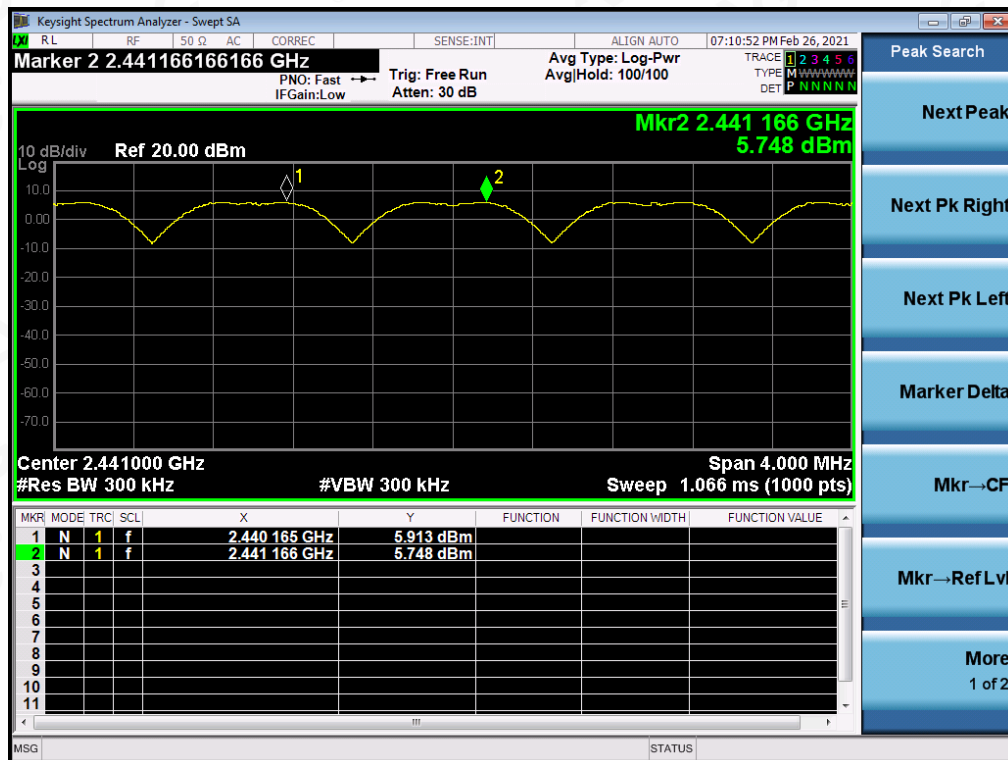 Keysight Spectrum Analyzer - Swept SA
LXI RL RF 50 Ω AC CORREC SENSE:INT ALIGN AUTO 07:10:52 PM Feb 26, 2021
Marker 2 2.441166166166 GHz
PNO: Fast
IFGain:Low
Trig: Free Run
Atten: 30 dB
Avg Type: Log-Pwr
Avg|Hold: 100/100
TRACE 1 2 3 4 5 6
TYPE M WWWWW
DET P N N N N N
Mkr2 2.441 166 GHz
5.748 dBm
10 dB/div Ref 20.00 dBm
Log
10.0
0.00
-10.0
-20.0
-30.0
-40.0
-50.0
-60.0
-70.0
1
2
Center 2.441000 GHz Span 4.000 MHz
#Res BW 300 kHz #VBW 300 kHz Sweep 1.066 ms (1000 pts)
MKR MODE TRC SCL X Y FUNCTION FUNCTION WIDTH FUNCTION VALUE
1 N 1 f 2.440 165 GHz 5.913 dBm
2 N 1 f 2.441 166 GHz 5.748 dBm
3
4
5
6
7
8
9
10
11
MSG STATUS
Peak Search
Next Peak
Next Pk Right
Next Pk Left
Marker Delta
Mkr→CF
Mkr→Ref Lvl
More
1 of 2